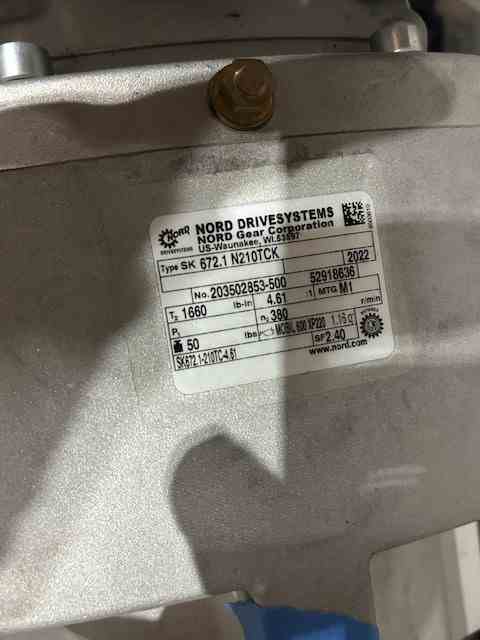 NORD
DRIVESYSTEMS
NORD DRIVESYSTEMS
NORD Gear Corporation
US-Waunakee, WI.53597
Type SK 672.1 N210TCK 2022
No. 203502853-500 52918636
T2 1660 lb-in 4.61 :1 MTG M1
P1 n2 380 r/min
50 lbs MOBIL 600 XP220 1.16 Q
SK672.1-210TC-4.61 SF 2.40
www.nord.com